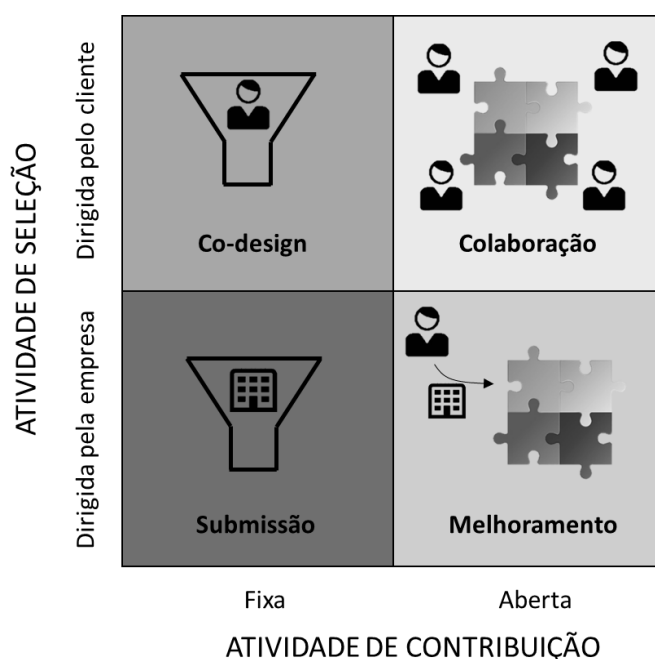 ATIVIDADE DE SELEÇÃO
Dirigida pelo cliente
Co-design
Colaboração
Dirigida pela empresa
Submissão
Melhoramento
Fixa
Aberta
ATIVIDADE DE CONTRIBUIÇÃO